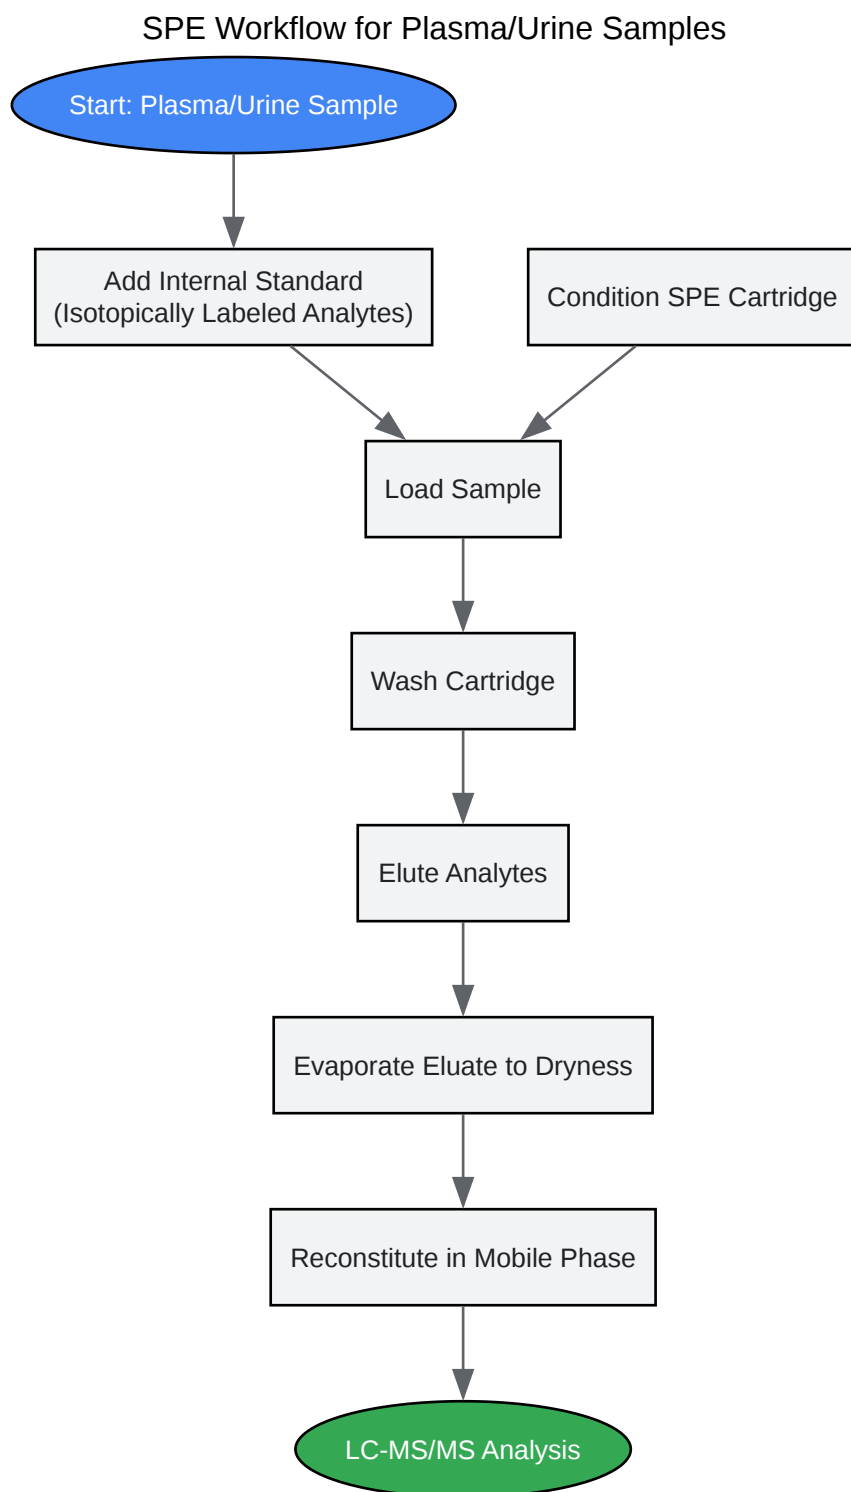 SPE Workflow for Plasma/Urine Samples
Start: Plasma/Urine Sample
Add Internal Standard
(Isotopically Labeled Analytes)
Condition SPE Cartridge
Load Sample
Wash Cartridge
Elute Analytes
Evaporate Eluate to Dryness
Reconstitute in Mobile Phase
LC-MS/MS Analysis